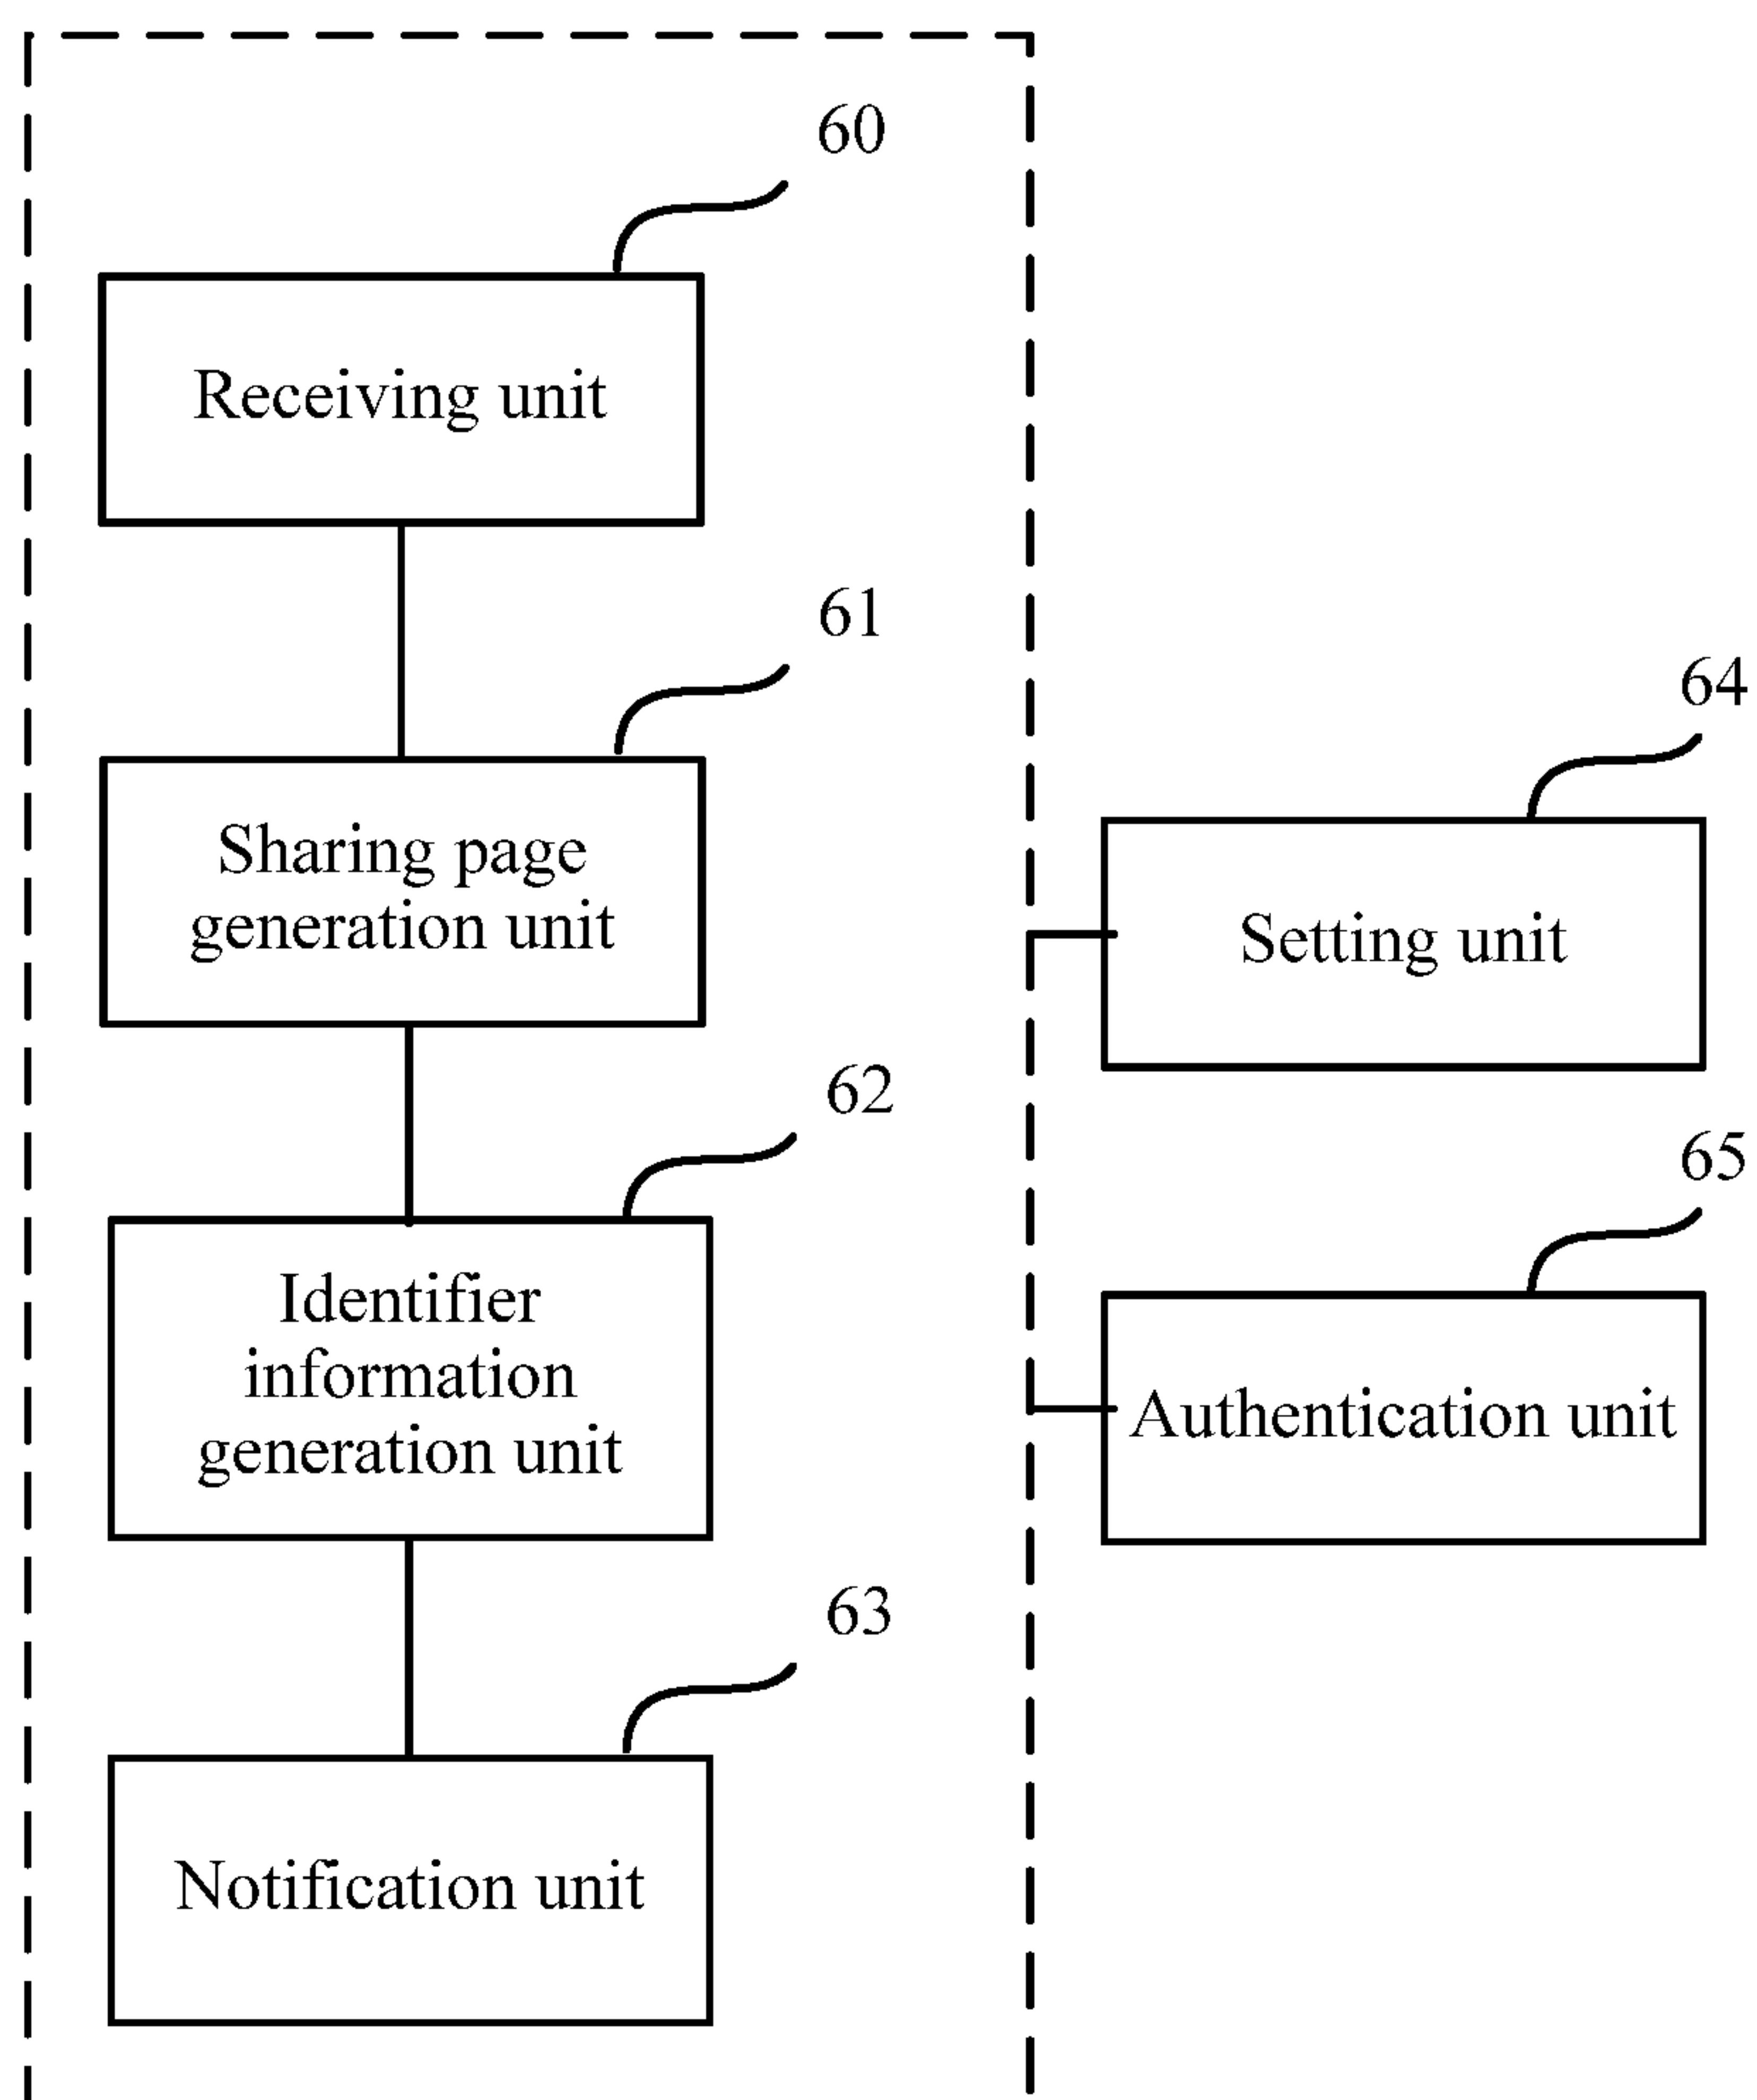 60
Receiving unit
61
Sharing page
generation unit
62
Identifier
information
generation unit
63
Notification unit
64
Setting unit
65
Authentication unit